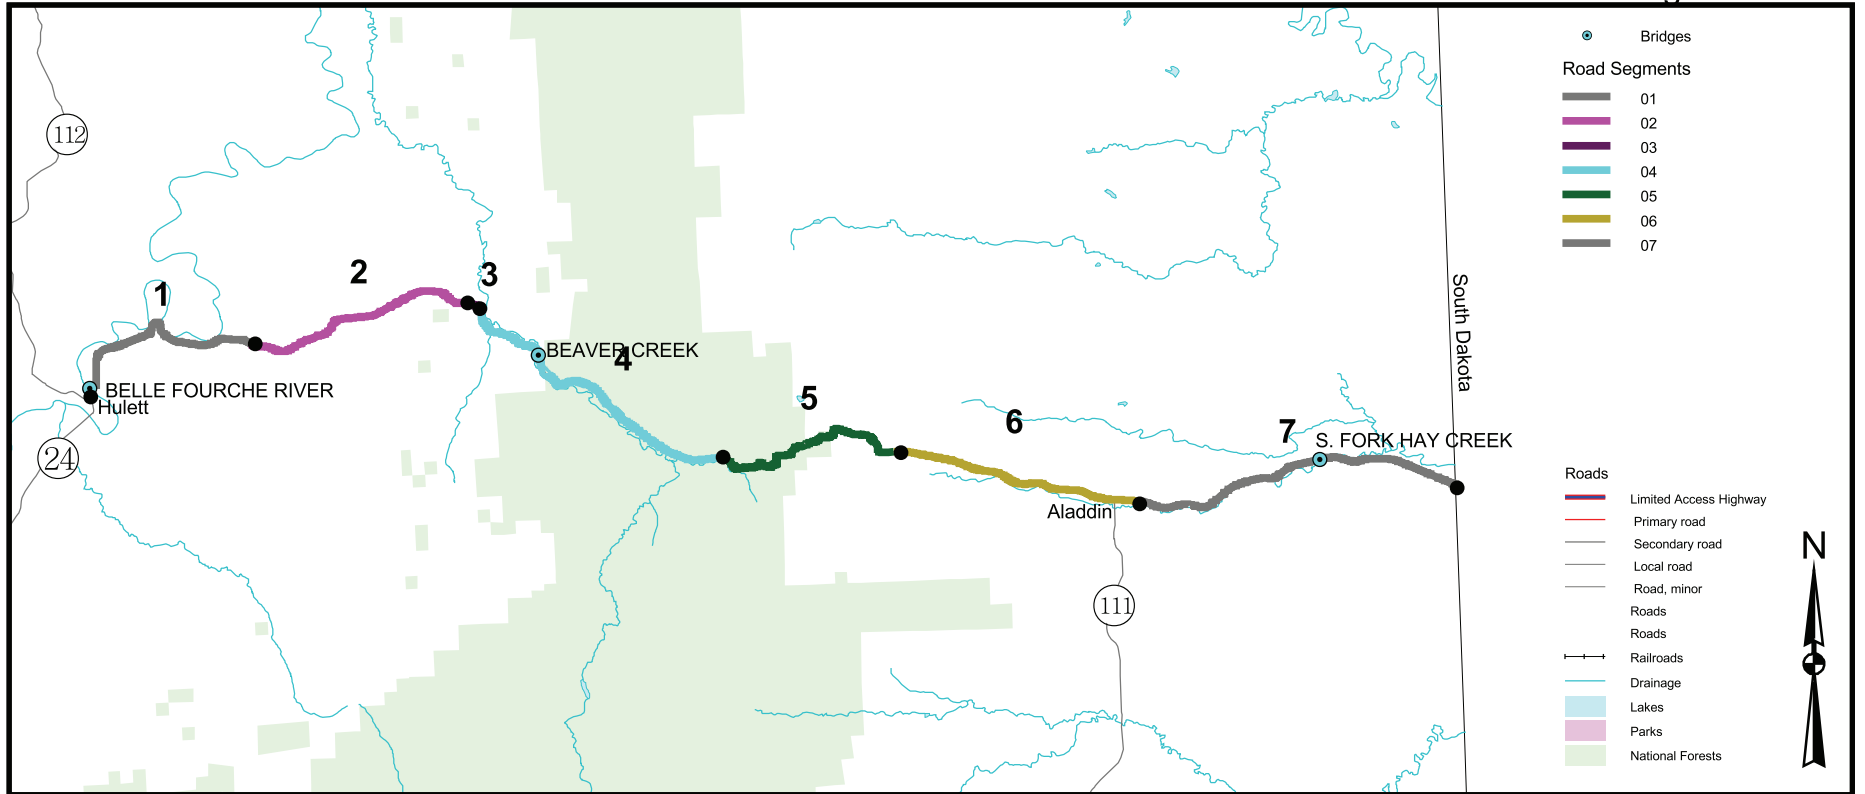 Bridges
Road Segments
01
02
03
04
05
06
07
112
1
2
3
BEAVER CREEK
4
BELLE FOURCHE RIVER
Hulett
24
5
6
7
S. FORK HAY CREEK
South Dakota
Aladdin
111
Roads
Limited Access Highway
Primary road
Secondary road
Local road
Road, minor
Roads
Roads
Railroads
Drainage
Lakes
Parks
National Forests
N